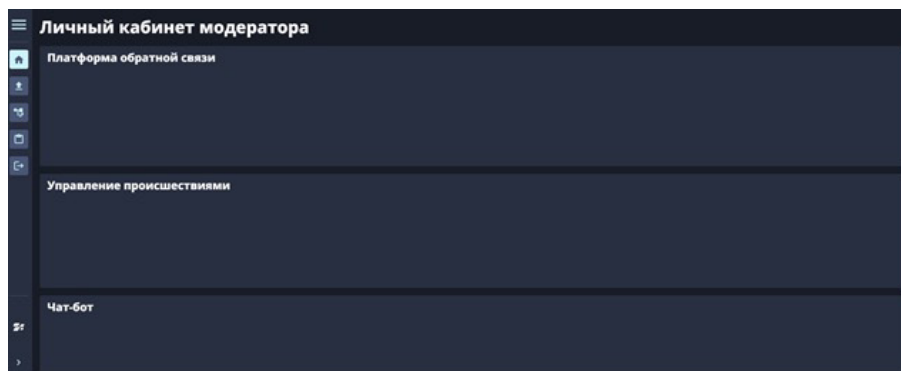 Личный кабинет модератора
Платформа обратной связи
Управление происшествиями
Чат-бот